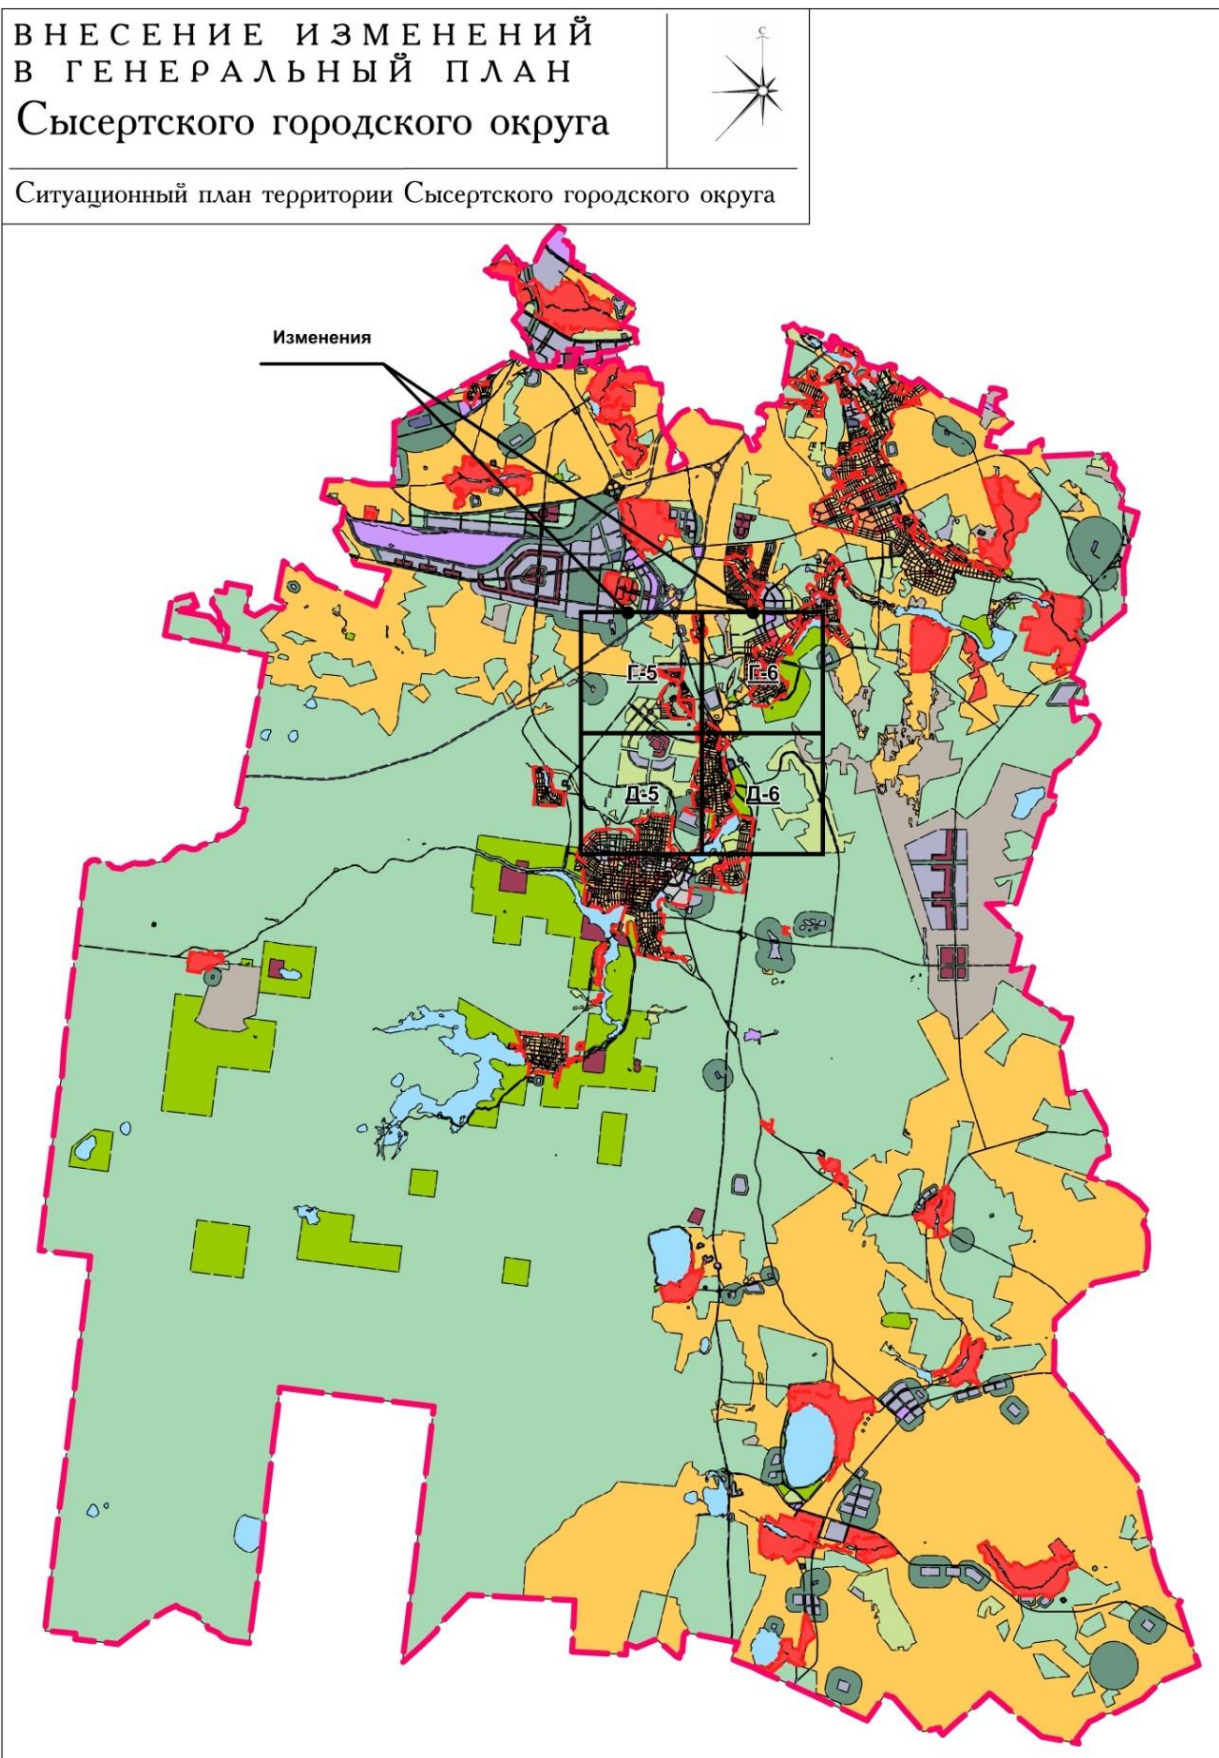 ВНЕСЕНИЕ ИЗМЕНЕНИЙ
В ГЕНЕРАЛЬНЫЙ ПЛАН
Сысертского городского округа
С
Ситуационный план территории Сысертского городского округа
Изменения
Г-5
Г-6
Д-5
Д-6